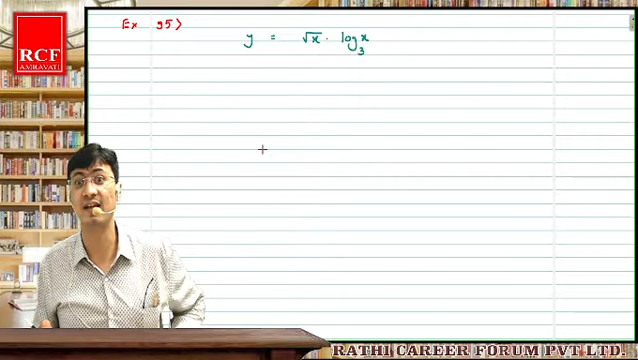 RCF
AMRAVATI
Ex 95>
y = √x · log₃x
RATHI CAREER FORUM PVT LTD.